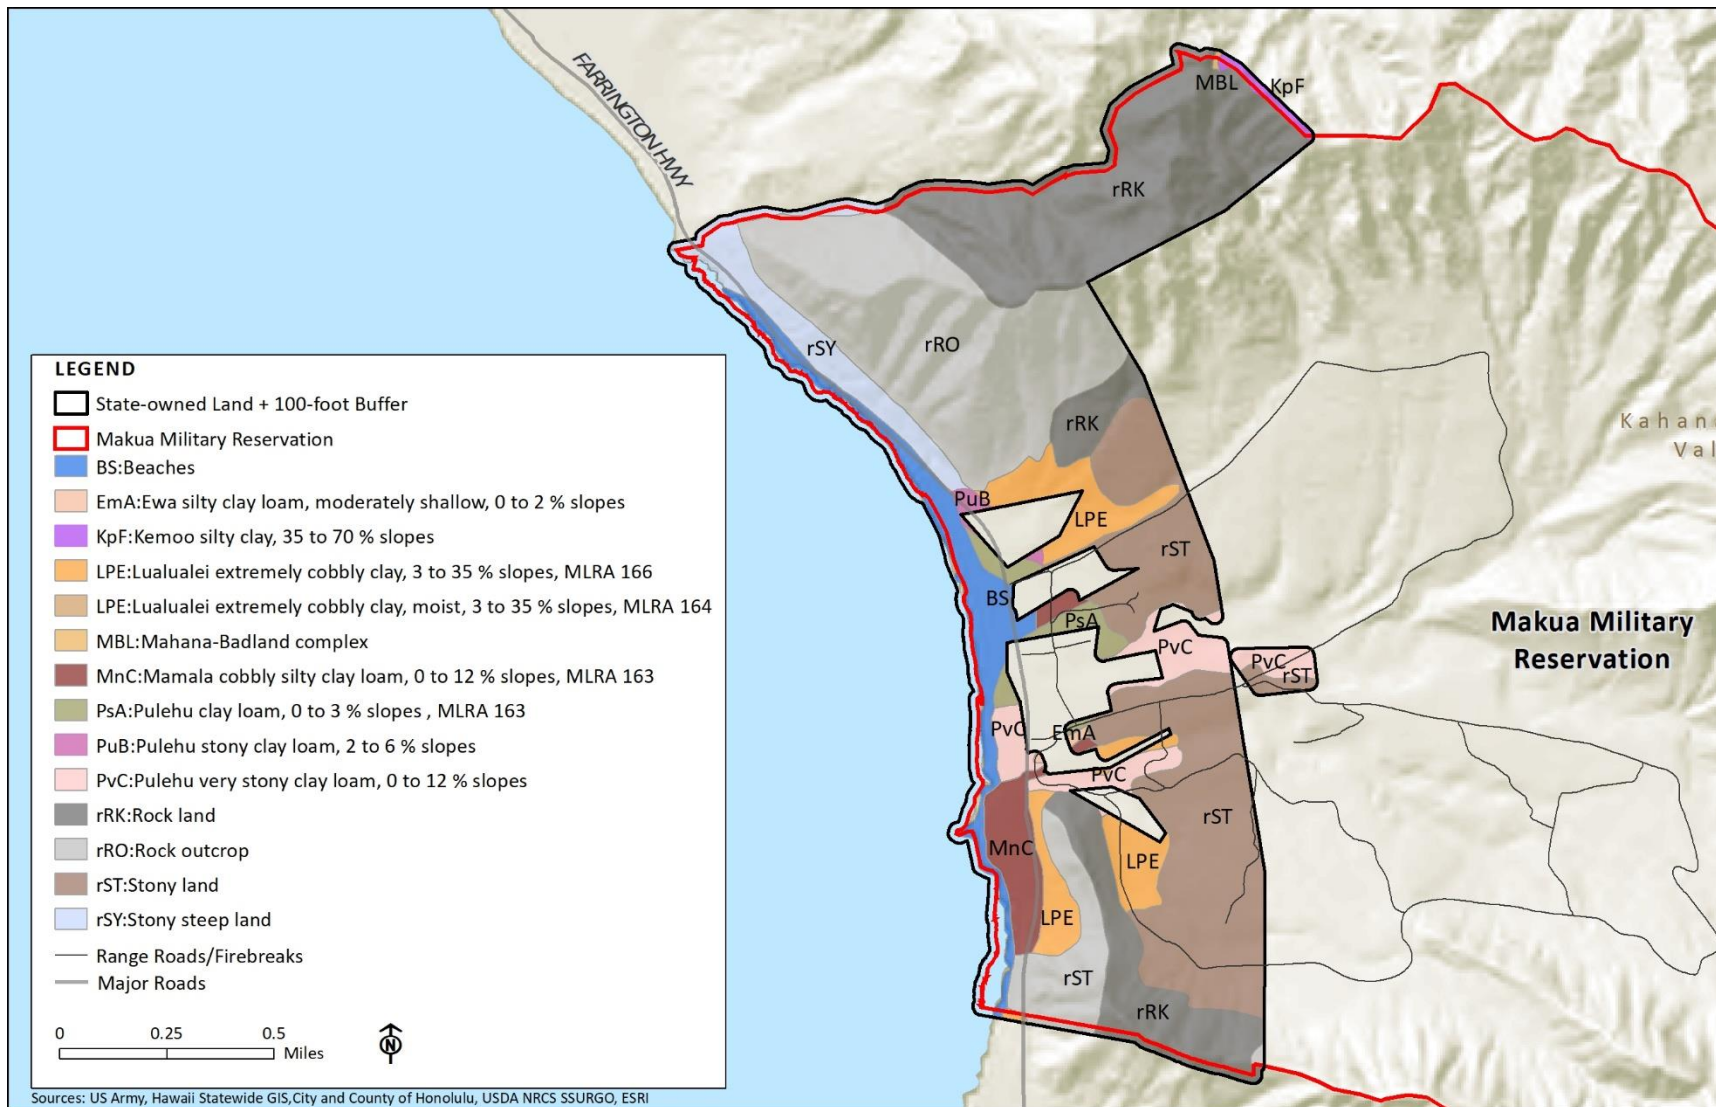 FARRINGTON HWY
MBL
KpF
rRK
rSY
rRO
rRK
PuB
LPE
rST
BS
PsA
PvC
PvC
rST
PvC
EmA
PvC
rST
MnC
LPE
LPE
rST
rRK
Makua Military
Reservation
LEGEND
State-owned Land + 100-foot Buffer
Makua Military Reservation
BS:Beaches
EmA:Ewa silty clay loam, moderately shallow, 0 to 2 % slopes
KpF:Kemoo silty clay, 35 to 70 % slopes
LPE:Lualualei extremely cobbly clay, 3 to 35 % slopes, MLRA 166
LPE:Lualualei extremely cobbly clay, moist, 3 to 35 % slopes, MLRA 164
MBL:Mahana-Badland complex
MnC:Mamala cobbly silty clay loam, 0 to 12 % slopes, MLRA 163
PsA:Pulehu clay loam, 0 to 3 % slopes , MLRA 163
PuB:Pulehu stony clay loam, 2 to 6 % slopes
PvC:Pulehu very stony clay loam, 0 to 12 % slopes
rRK:Rock land
rRO:Rock outcrop
rST:Stony land
rSY:Stony steep land
Range Roads/Firebreaks
Major Roads
0 0.25 0.5
Miles
N
Sources: US Army, Hawaii Statewide GIS,City and County of Honolulu, USDA NRCS SSURGO, ESRI